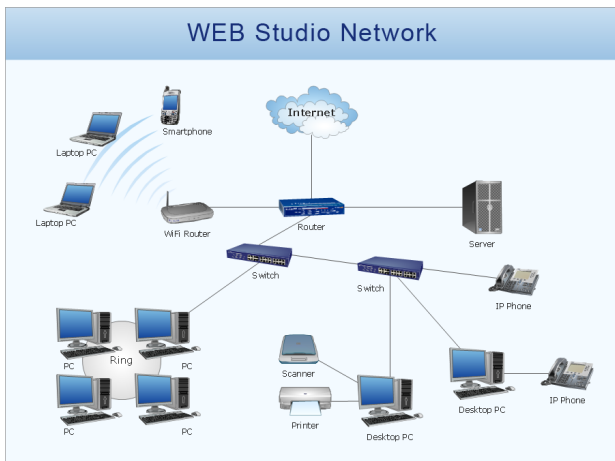 WEB Studio Network
Internet
Smartphone
Laptop PC
Laptop PC
WiFi Router
Router
Server
Switch
Switch
IP Phone
PC
PC
Ring
Scanner
PC
PC
Printer
Desktop PC
Desktop PC
IP Phone